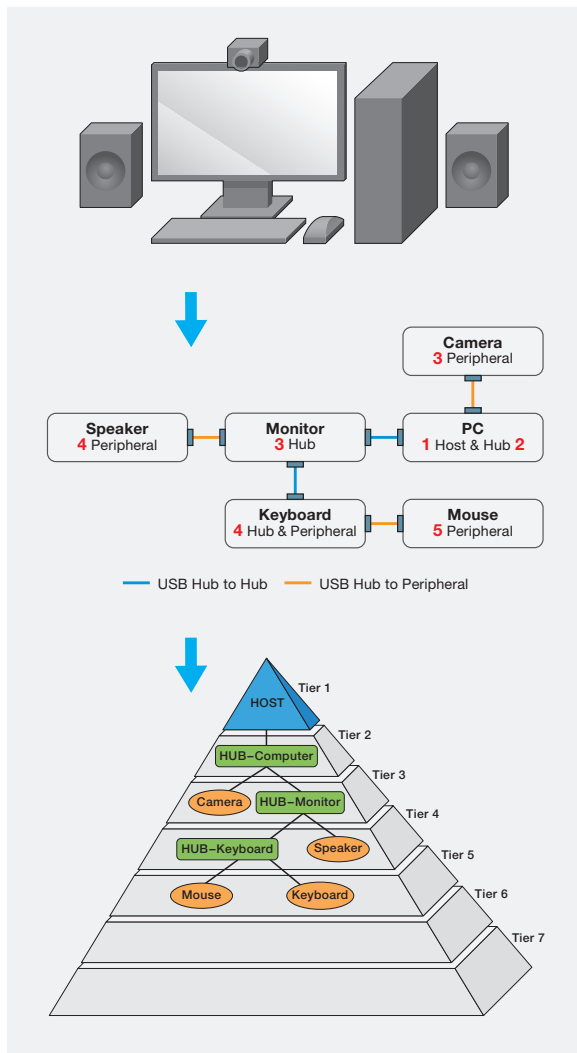 Camera
3 Peripheral
Speaker
4 Peripheral
Monitor
3 Hub
PC
1 Host & Hub 2
Keyboard
4 Hub & Peripheral
Mouse
5 Peripheral
USB Hub to Hub
USB Hub to Peripheral
HOST
Tier 1
HUB–Computer
Tier 2
Camera
HUB–Monitor
Tier 3
HUB–Keyboard
Speaker
Tier 4
Mouse
Keyboard
Tier 5
Tier 6
Tier 7